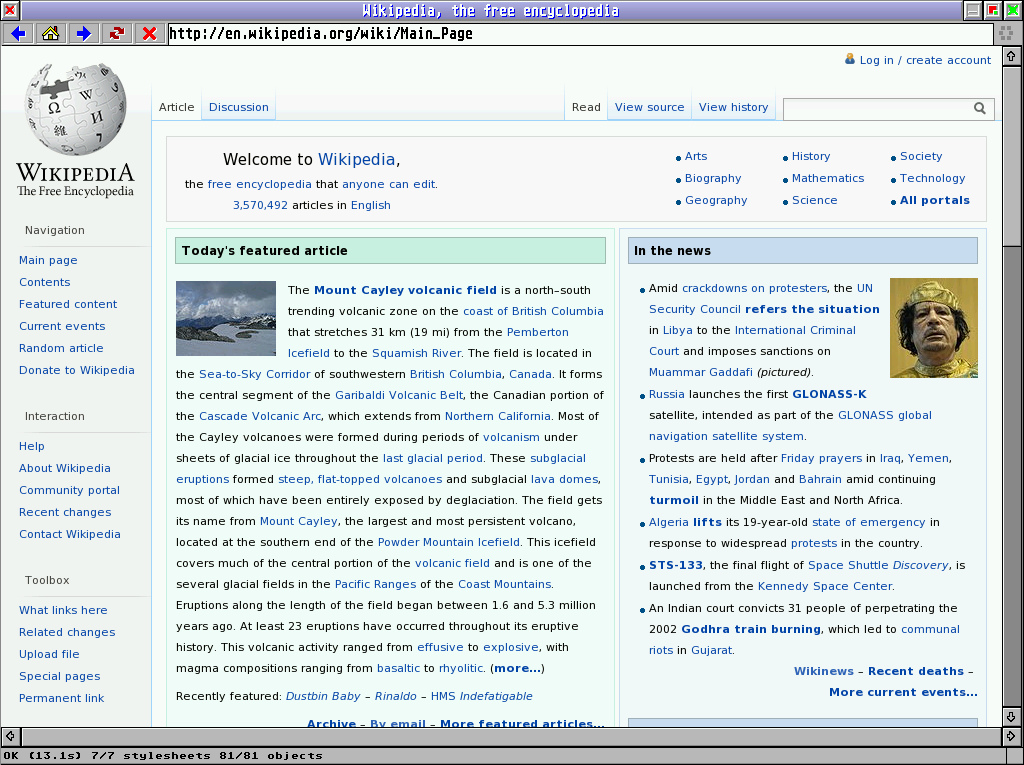 Wikipedia, the free encyclopedia
http://en.wikipedia.org/wiki/Main_Page
Log in / create account
Article
Discussion
Read
View source
View history
WIKIPEDIA
The Free Encyclopedia
Navigation
Main page
Contents
Featured content
Current events
Random article
Donate to Wikipedia
Interaction
Help
About Wikipedia
Community portal
Recent changes
Contact Wikipedia
Toolbox
What links here
Related changes
Upload file
Special pages
Permanent link
Welcome to Wikipedia,
the free encyclopedia that anyone can edit.
3,570,492 articles in English
Arts
Biography
Geography
History
Mathematics
Science
Society
Technology
All portals
Today's featured article
The Mount Cayley volcanic field is a north–south
trending volcanic zone on the coast of British Columbia
that stretches 31 km (19 mi) from the Pemberton
Icefield to the Squamish River. The field is located in
the Sea-to-Sky Corridor of southwestern British Columbia, Canada. It forms
the central segment of the Garibaldi Volcanic Belt, the Canadian portion of
the Cascade Volcanic Arc, which extends from Northern California. Most of
the Cayley volcanoes were formed during periods of volcanism under
sheets of glacial ice throughout the last glacial period. These subglacial
eruptions formed steep, flat-topped volcanoes and subglacial lava domes,
most of which have been entirely exposed by deglaciation. The field gets
its name from Mount Cayley, the largest and most persistent volcano,
located at the southern end of the Powder Mountain Icefield. This icefield
covers much of the central portion of the volcanic field and is one of the
several glacial fields in the Pacific Ranges of the Coast Mountains.
Eruptions along the length of the field began between 1.6 and 5.3 million
years ago. At least 23 eruptions have occurred throughout its eruptive
history. This volcanic activity ranged from effusive to explosive, with
magma compositions ranging from basaltic to rhyolitic. (more...)
Recently featured: Dustbin Baby – Rinaldo – HMS Indefatigable
Archive – By email – More featured articles...
In the news
Amid crackdowns on protesters, the UN
Security Council refers the situation
in Libya to the International Criminal
Court and imposes sanctions on
Muammar Gaddafi (pictured).
Russia launches the first GLONASS-K
satellite, intended as part of the GLONASS global
navigation satellite system.
Protests are held after Friday prayers in Iraq, Yemen,
Tunisia, Egypt, Jordan and Bahrain amid continuing
turmoil in the Middle East and North Africa.
Algeria lifts its 19-year-old state of emergency in
response to widespread protests in the country.
STS-133, the final flight of Space Shuttle Discovery, is
launched from the Kennedy Space Center.
An Indian court convicts 31 people of perpetrating the
2002 Godhra train burning, which led to communal
riots in Gujarat.
Wikinews – Recent deaths –
More current events...
OK (13.1s) 7/7 stylesheets 81/81 objects